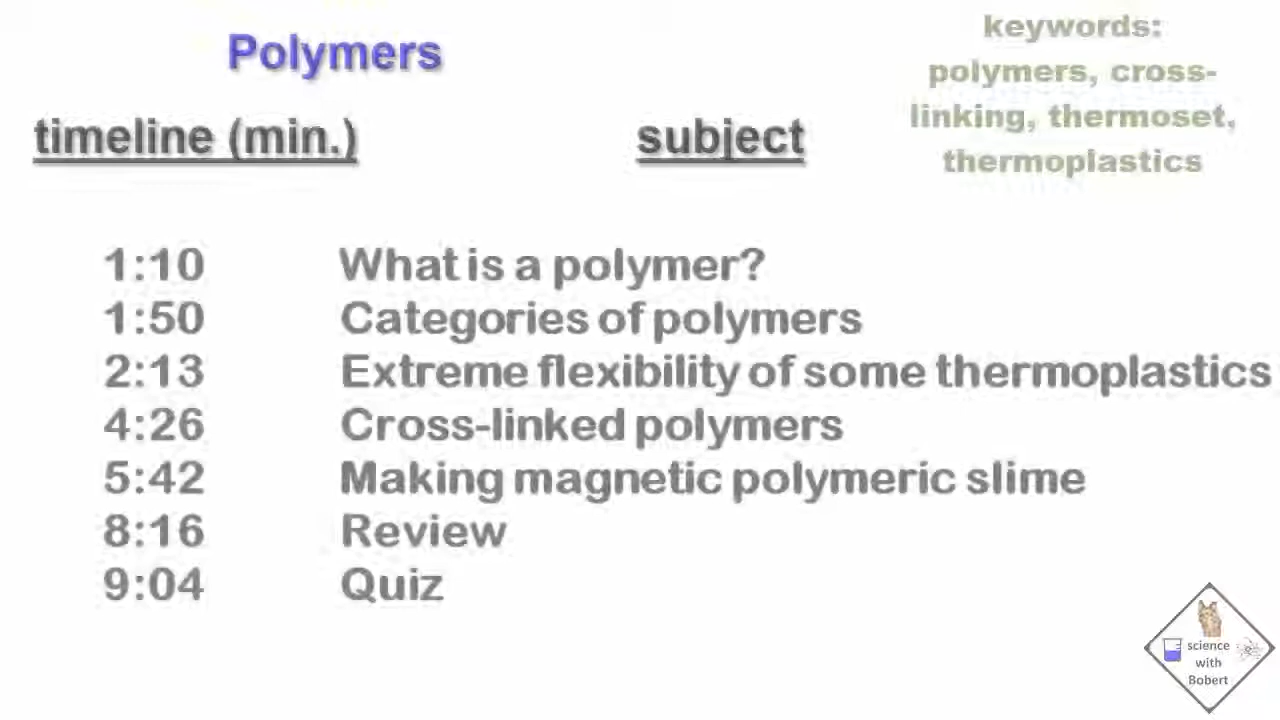 Polymers
keywords:
polymers, cross-
linking, thermoset,
thermoplastics
timeline (min.) subject
1:10 What is a polymer?
1:50 Categories of polymers
2:13 Extreme flexibility of some thermoplastics
4:26 Cross-linked polymers
5:42 Making magnetic polymeric slime
8:16 Review
9:04 Quiz
science
with
Bobert